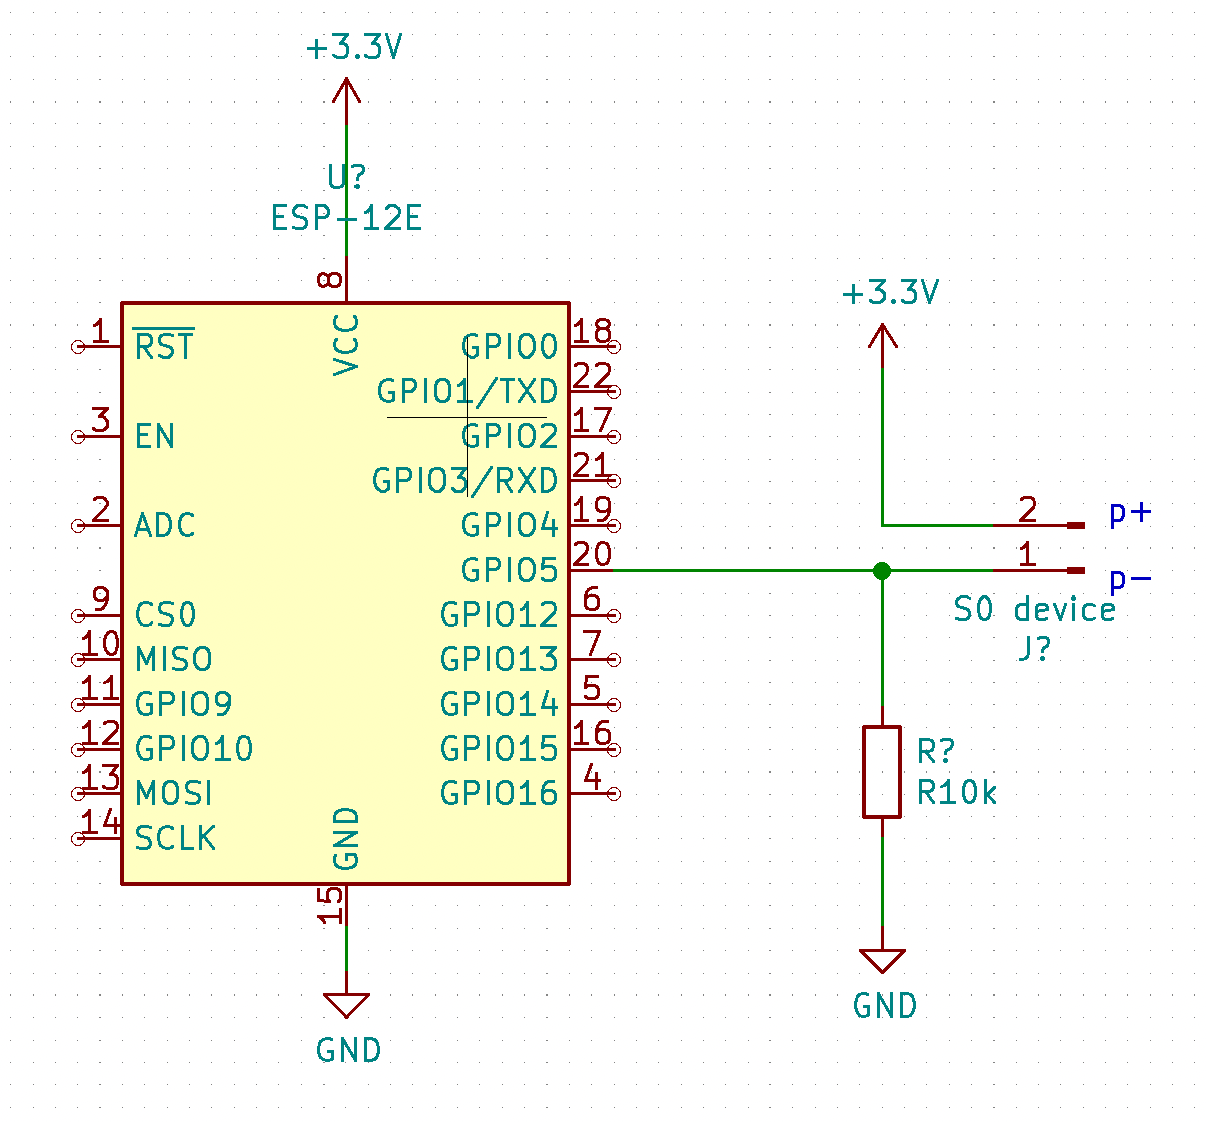 +3.3V
U?
ESP-12E
8
VCC
1 RST
3 EN
2 ADC
9 CS0
10 MISO
11 GPIO9
12 GPIO10
13 MOSI
14 SCLK
GPIO0 18
GPIO1/TXD 22
GPIO2 17
GPIO3/RXD 21
GPIO4 19
GPIO5 20
GPIO12 6
GPIO13 7
GPIO14 5
GPIO15 16
GPIO16 4
GND
15
GND
+3.3V
2 p+
1 p-
S0 device
J?
R?
R10k
GND